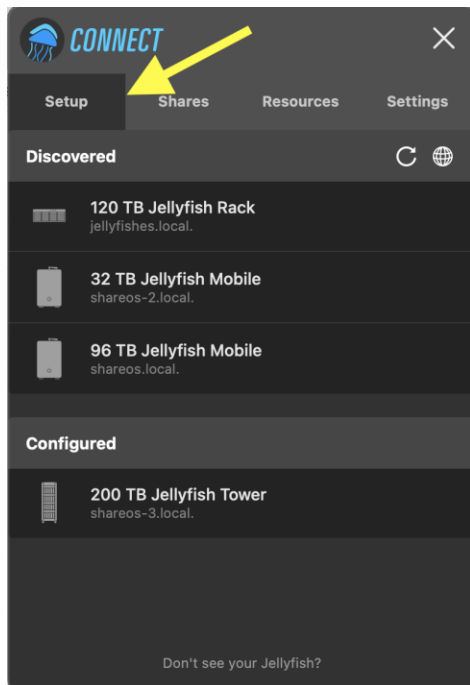 CONNECT
Setup Shares Resources Settings
Discovered
120 TB Jellyfish Rack
jellyfishes.local.
32 TB Jellyfish Mobile
shareos-2.local.
96 TB Jellyfish Mobile
shareos.local.
Configured
200 TB Jellyfish Tower
shareos-3.local.
Don't see your Jellyfish?